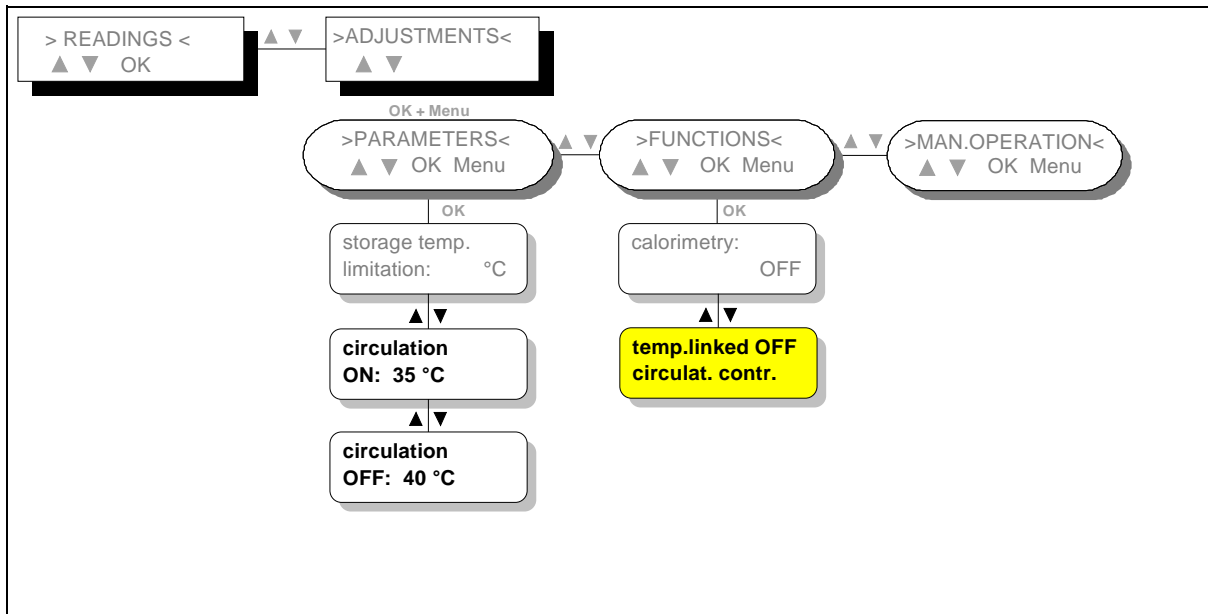 > READINGS <
▲ ▼ OK
▲ ▼
>ADJUSTMENTS<
▲ ▼
OK + Menu
>PARAMETERS<
▲ ▼ OK Menu
▲ ▼
>FUNCTIONS<
▲ ▼ OK Menu
▲ ▼
>MAN.OPERATION<
▲ ▼ OK Menu
OK
storage temp.
limitation: °C
▲ ▼
circulation
ON: 35 °C
▲ ▼
circulation
OFF: 40 °C
OK
calorimetry:
OFF
▲ ▼
temp.linked OFF
circulat. contr.